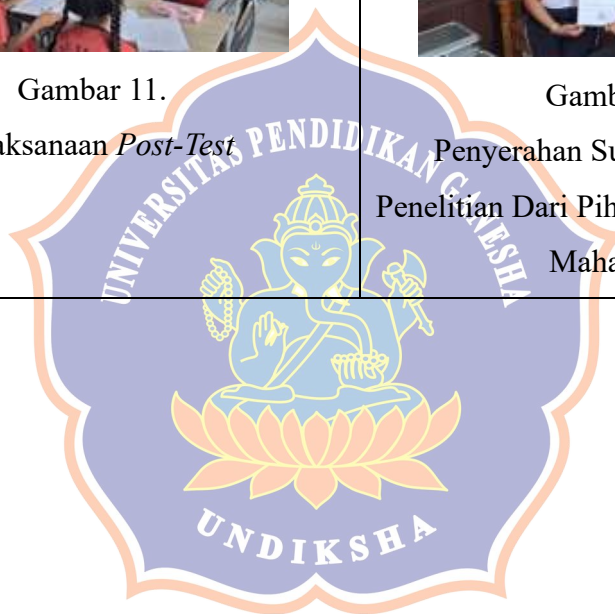 Gambar 11.
aksanaan Post-Test
Gamb
Penyerahan Su
Penelitian Dari Pih
Maha
UNIVERSITAS PENDIDIKAN GANESHA
UNDIKSHA